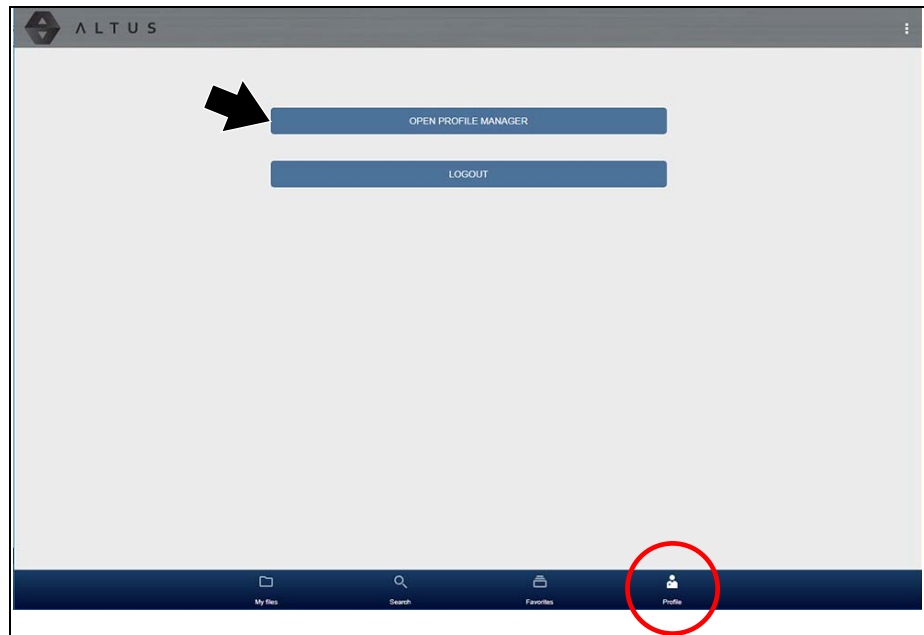 ALTUS
OPEN PROFILE MANAGER
LOGOUT
My files Search Favorites Profile